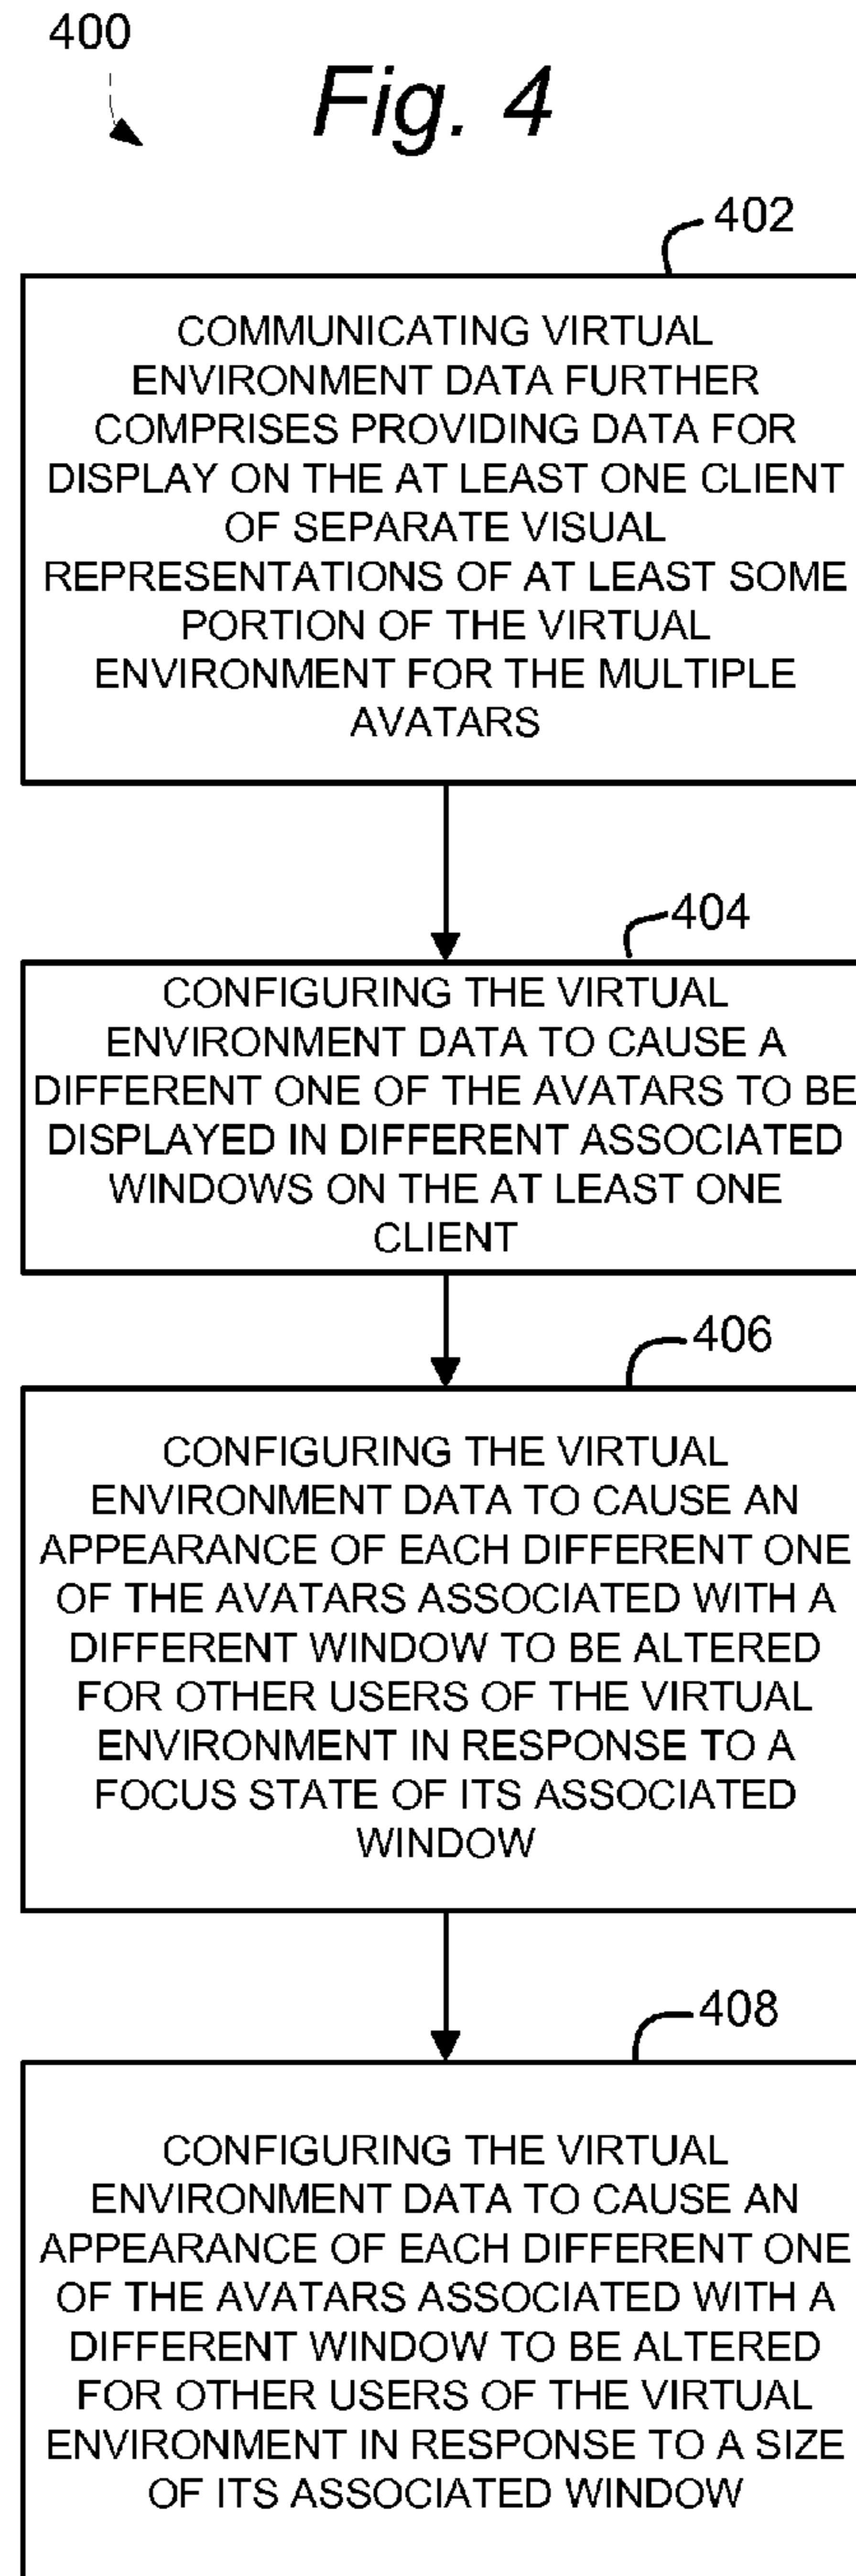 400
Fig. 4
402
COMMUNICATING VIRTUAL
ENVIRONMENT DATA FURTHER
COMPRISES PROVIDING DATA FOR
DISPLAY ON THE AT LEAST ONE CLIENT
OF SEPARATE VISUAL
REPRESENTATIONS OF AT LEAST SOME
PORTION OF THE VIRTUAL
ENVIRONMENT FOR THE MULTIPLE
AVATARS
404
CONFIGURING THE VIRTUAL
ENVIRONMENT DATA TO CAUSE A
DIFFERENT ONE OF THE AVATARS TO BE
DISPLAYED IN DIFFERENT ASSOCIATED
WINDOWS ON THE AT LEAST ONE
CLIENT
406
CONFIGURING THE VIRTUAL
ENVIRONMENT DATA TO CAUSE AN
APPEARANCE OF EACH DIFFERENT ONE
OF THE AVATARS ASSOCIATED WITH A
DIFFERENT WINDOW TO BE ALTERED
FOR OTHER USERS OF THE VIRTUAL
ENVIRONMENT IN RESPONSE TO A
FOCUS STATE OF ITS ASSOCIATED
WINDOW
408
CONFIGURING THE VIRTUAL
ENVIRONMENT DATA TO CAUSE AN
APPEARANCE OF EACH DIFFERENT ONE
OF THE AVATARS ASSOCIATED WITH A
DIFFERENT WINDOW TO BE ALTERED
FOR OTHER USERS OF THE VIRTUAL
ENVIRONMENT IN RESPONSE TO A SIZE
OF ITS ASSOCIATED WINDOW